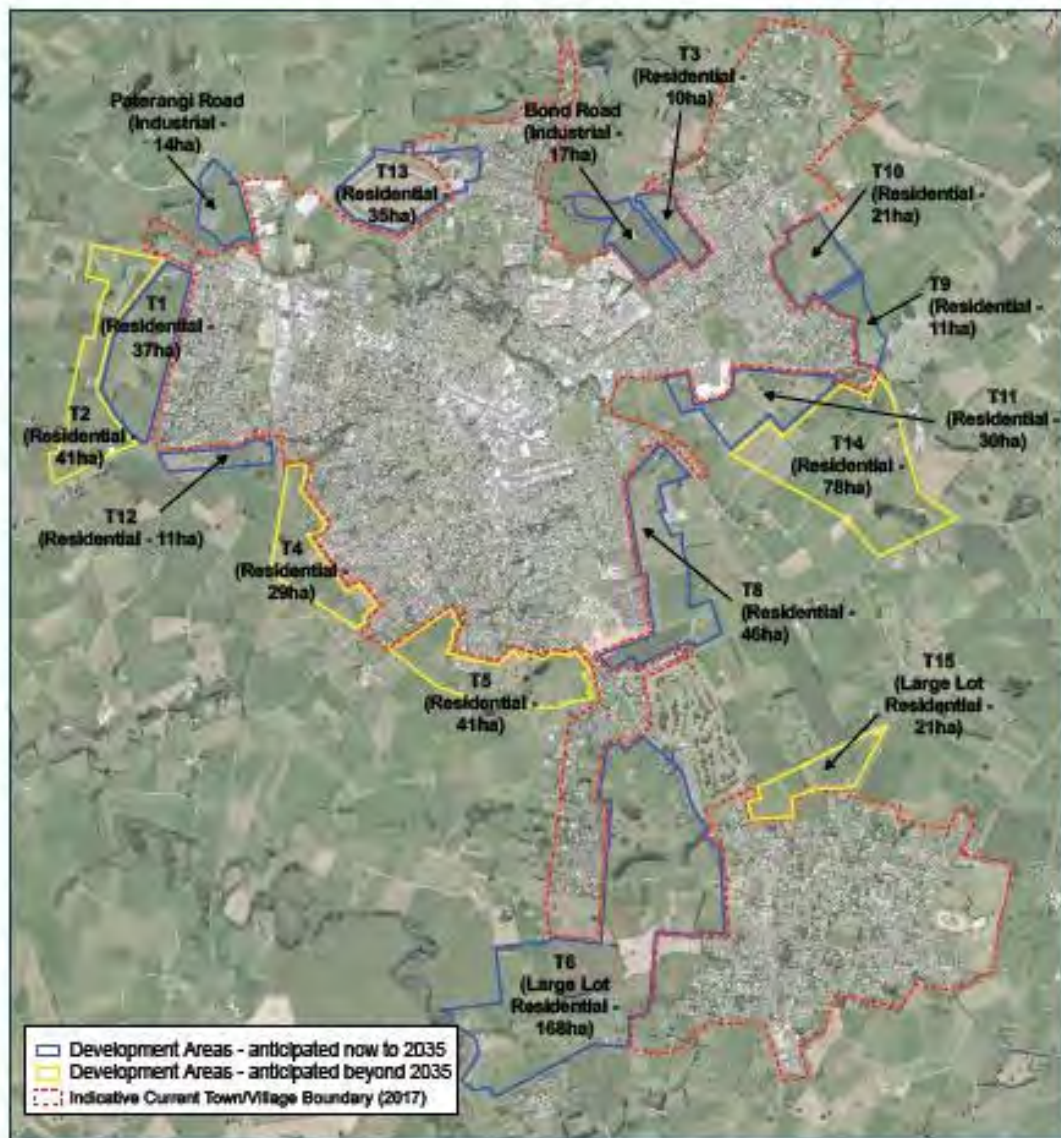 T3
(Residential -
10ha)
Paterangi Road
(Industrial -
14ha)
Bond Road
(Industrial -
17ha)
T13
(Residential -
35ha)
T10
(Residential -
21ha)
T9
(Residential -
11ha)
T1
(Residential -
37ha)
T2
(Residential -
41ha)
T11
(Residential -
30ha)
T14
(Residential -
78ha)
T12
(Residential - 11ha)
T4
(Residential -
29ha)
T8
(Residential -
46ha)
T5
(Residential -
41ha)
T15
(Large Lot
Residential -
21ha)
T6
(Large Lot
Residential -
168ha)
Development Areas - anticipated now to 2035
Development Areas - anticipated beyond 2035
Indicative Current Town/Village Boundary (2017)